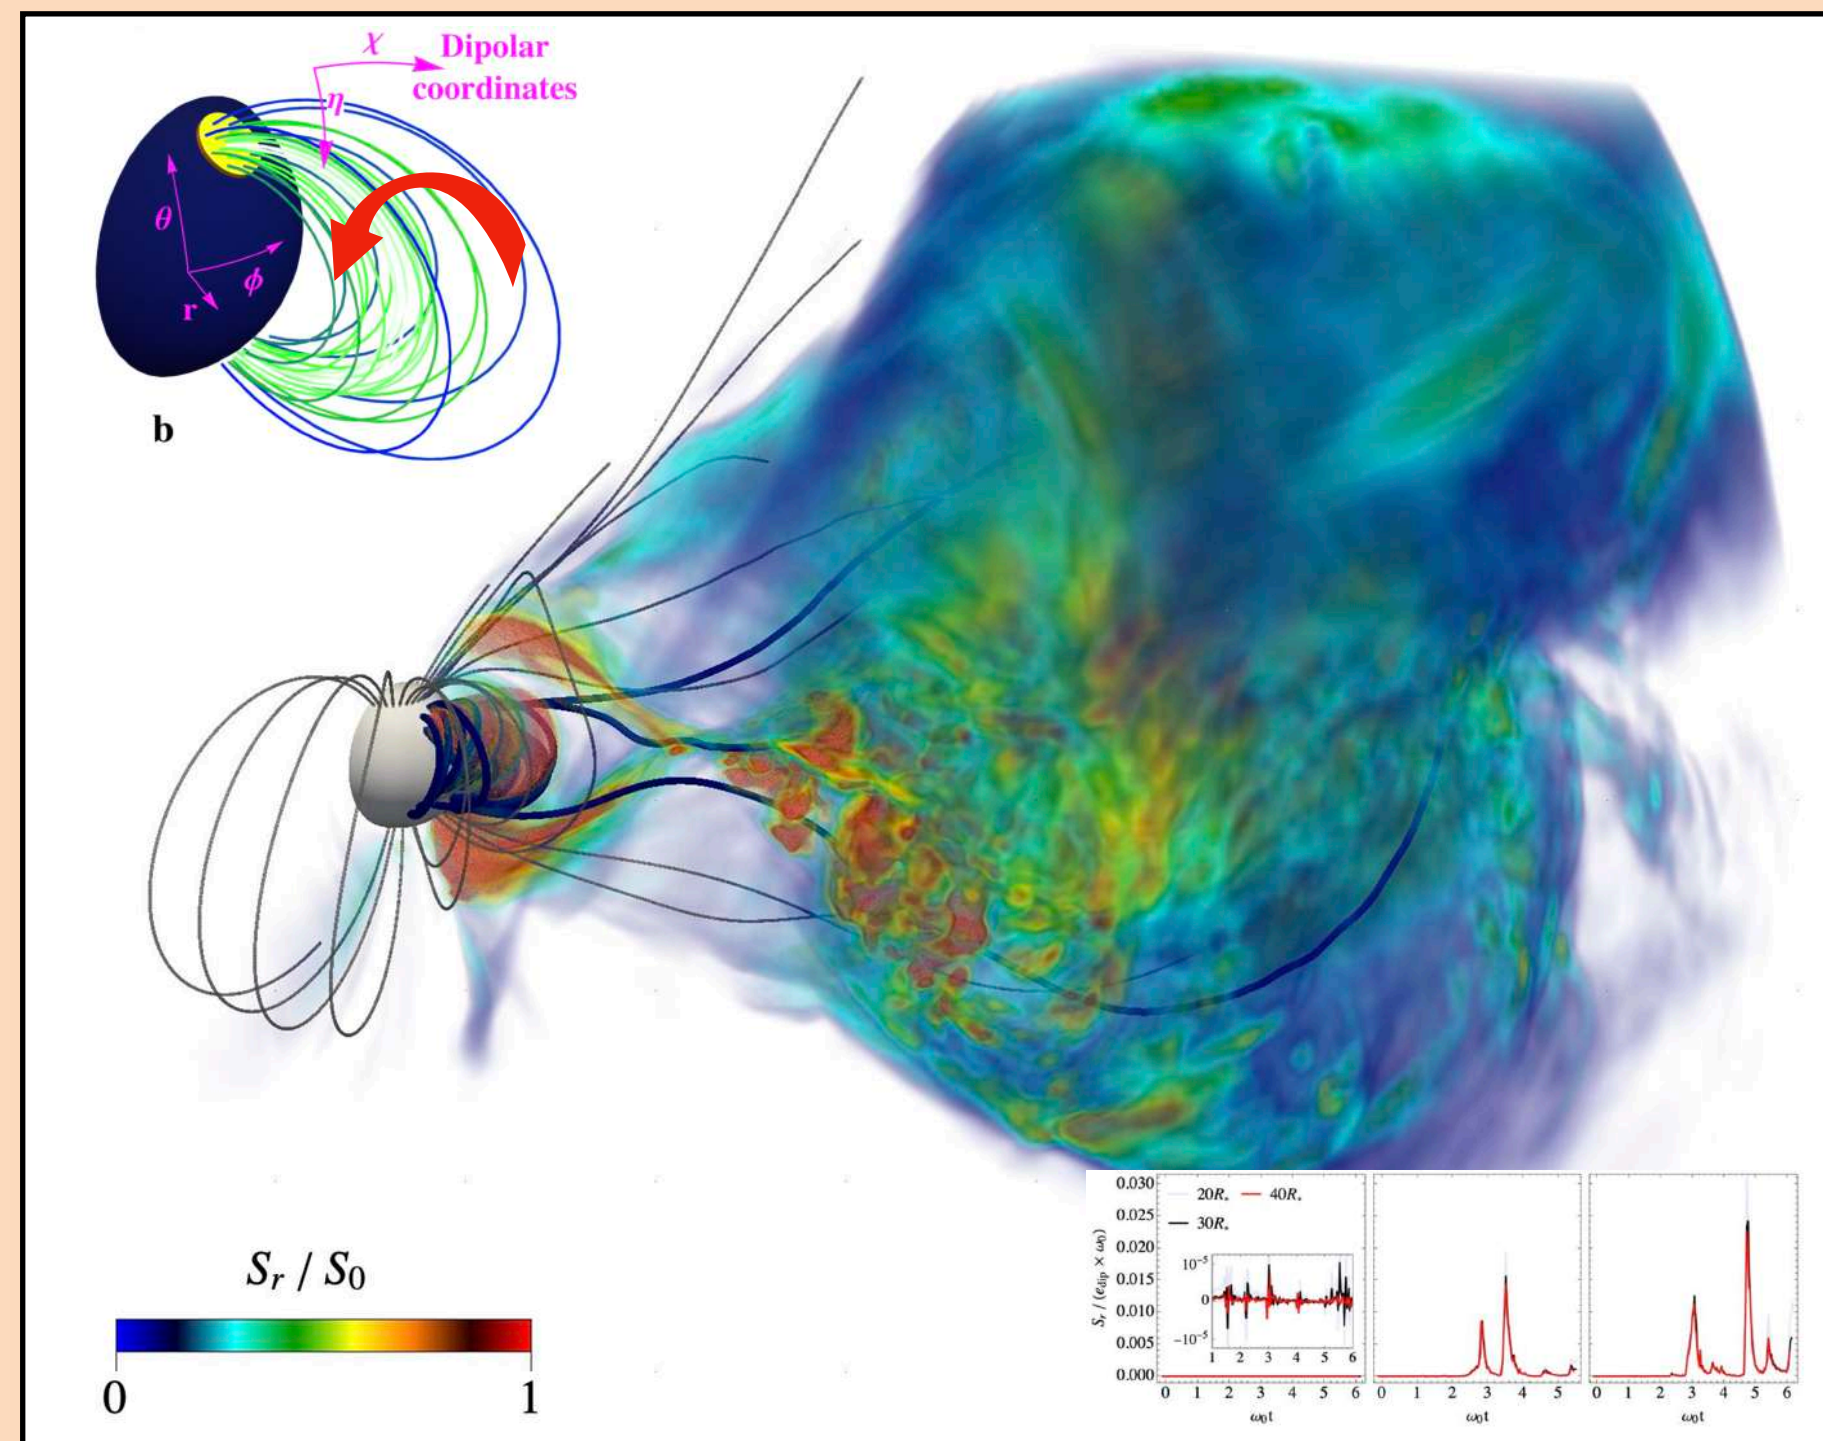 χ
Dipolar
coordinates
η
θ
ϕ
r
b
S_r / S_0
0 1
S_r / (e_dip × ω_0)
0.030
0.025
0.020
0.015
0.010
0.005
0.000
20R_* 40R_*
30R_*
10^-5
0
-10^-5
1 2 3 4 5 6
0 1 2 3 4 5 6
ω_0t
0 1 2 3 4 5
ω_0t
0 1 2 3 4 5 6
ω_0t